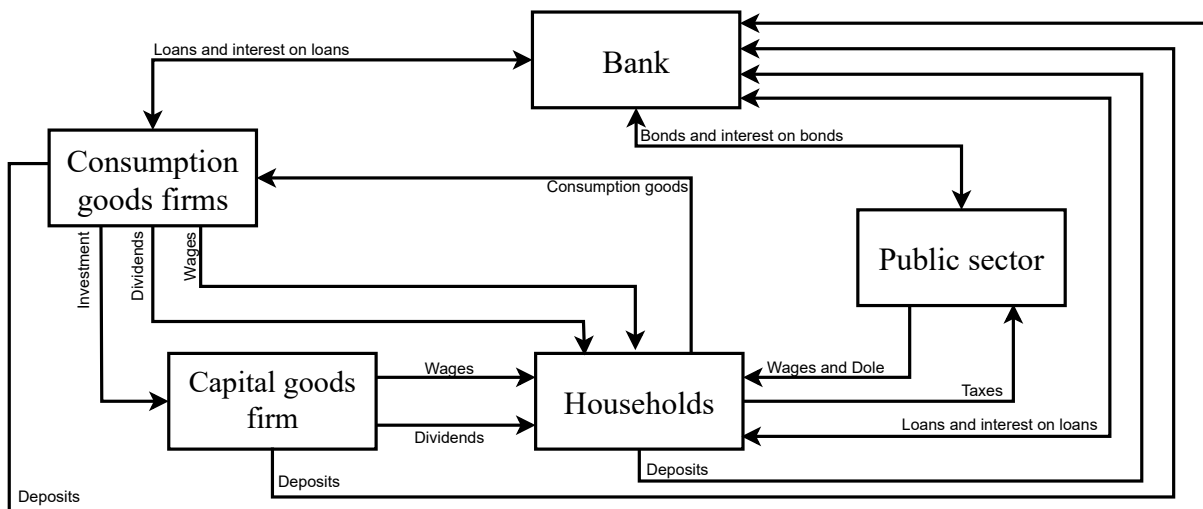 Loans and interest on loans
Bank
Bonds and interest on bonds
Consumption
goods firms
Consumption goods
Investment
Dividends
Wages
Public sector
Capital goods
firm
Wages
Dividends
Households
Wages and Dole
Taxes
Loans and interest on loans
Deposits
Deposits
Deposits